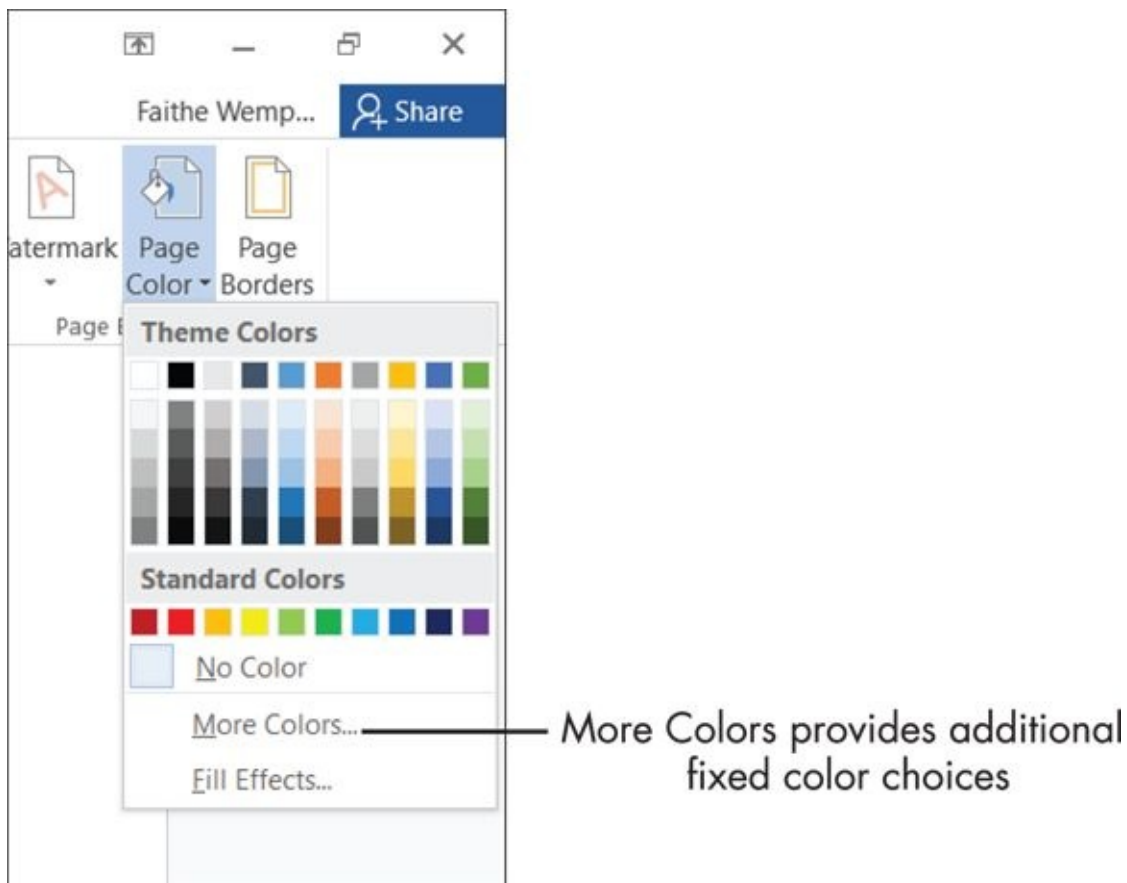 Faithe Wemp...
Share
atermark
Page
Color
Page
Borders
Page
Theme Colors
Standard Colors
No Color
More Colors...
Fill Effects...
More Colors provides additional
fixed color choices